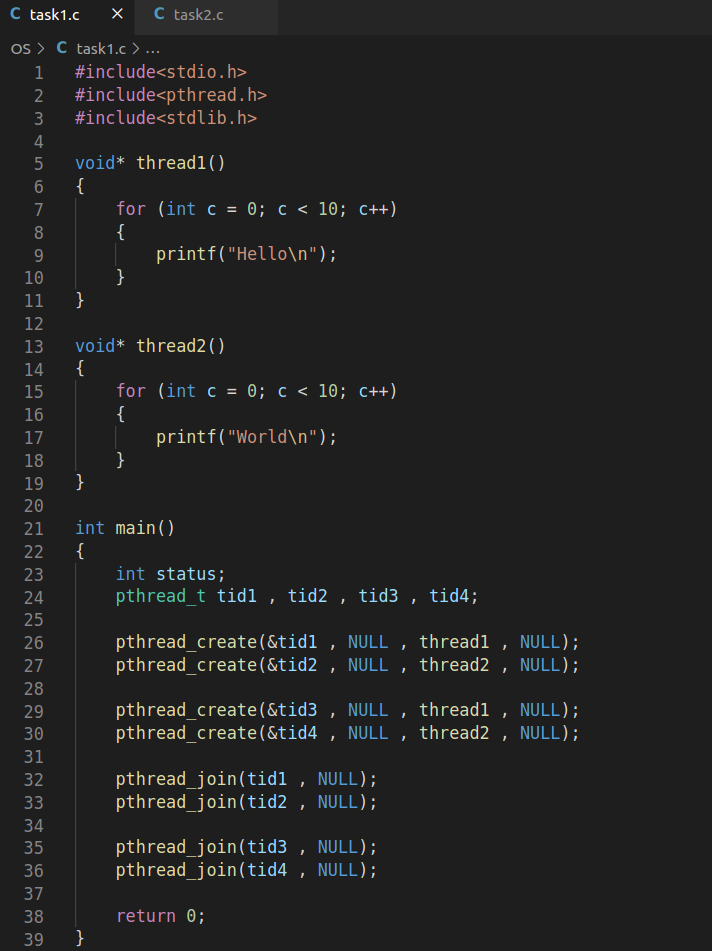 C task1.c × C task2.c
OS > C task1.c > ...
1 #include<stdio.h>
2 #include<pthread.h>
3 #include<stdlib.h>
4
5 void* thread1()
6 {
7     for (int c = 0; c < 10; c++)
8     {
9         printf("Hello\n");
10     }
11 }
12
13 void* thread2()
14 {
15     for (int c = 0; c < 10; c++)
16     {
17         printf("World\n");
18     }
19 }
20
21 int main()
22 {
23     int status;
24     pthread_t tid1 , tid2 , tid3 , tid4;
25
26     pthread_create(&tid1 , NULL , thread1 , NULL);
27     pthread_create(&tid2 , NULL , thread2 , NULL);
28
29     pthread_create(&tid3 , NULL , thread1 , NULL);
30     pthread_create(&tid4 , NULL , thread2 , NULL);
31
32     pthread_join(tid1 , NULL);
33     pthread_join(tid2 , NULL);
34
35     pthread_join(tid3 , NULL);
36     pthread_join(tid4 , NULL);
37
38     return 0;
39 }